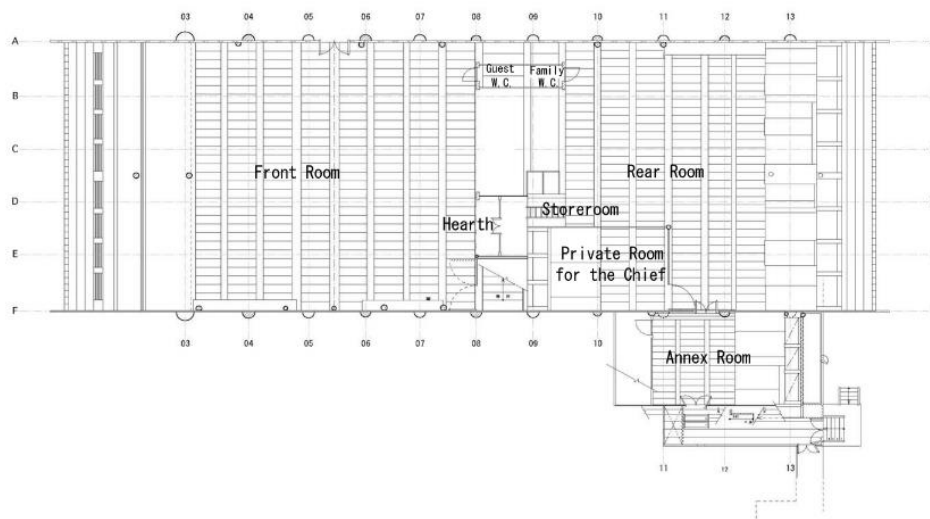 03 04 05 06 07 08 09 10 11 12 13
A
Guest Family
W.C. W.C.
B
C
Front Room Rear Room
D
Storeroom
Hearth
E
Private Room
for the Chief
F
03 04 05 06 07 08 09 10
Annex Room
11 12 13